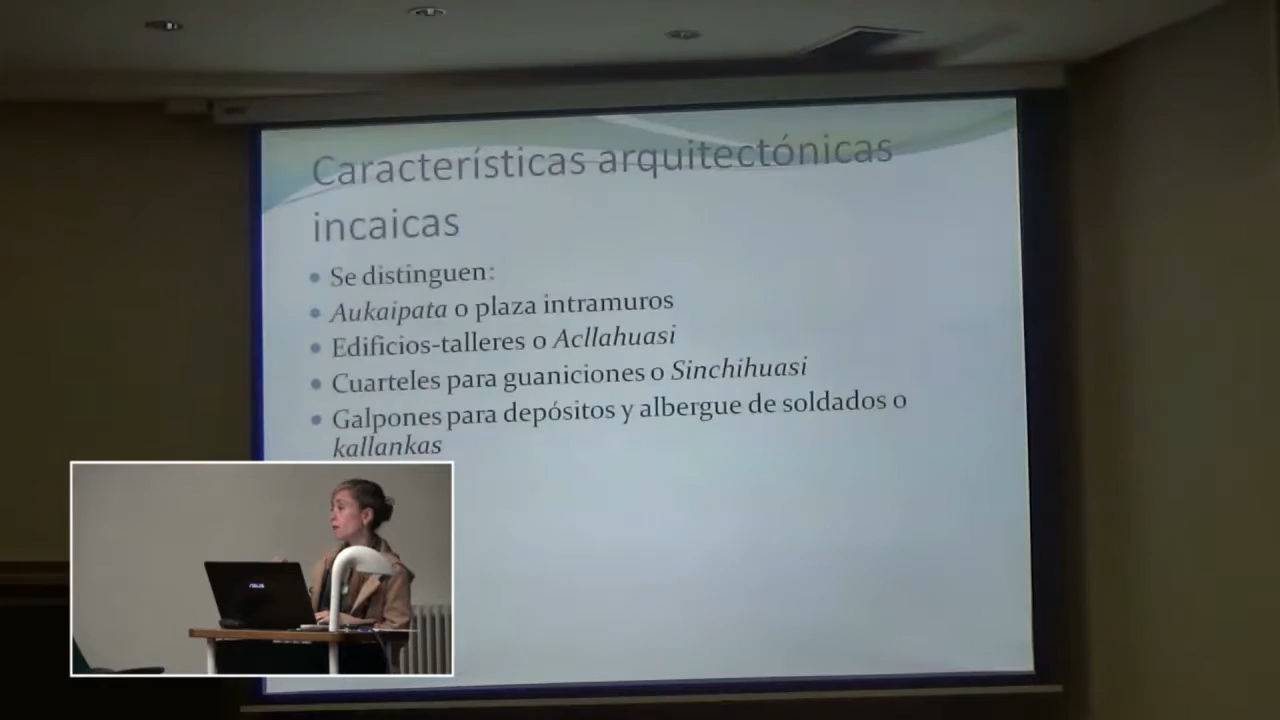 Características arquitectónicas
incaicas
• Se distinguen:
• Aukaipata o plaza intramuros
• Edificios-talleres o Acllahuasi
• Cuarteles para guaniciones o Sinchihuasi
• Galpones para depósitos y albergue de soldados o
kallankas
ASUS